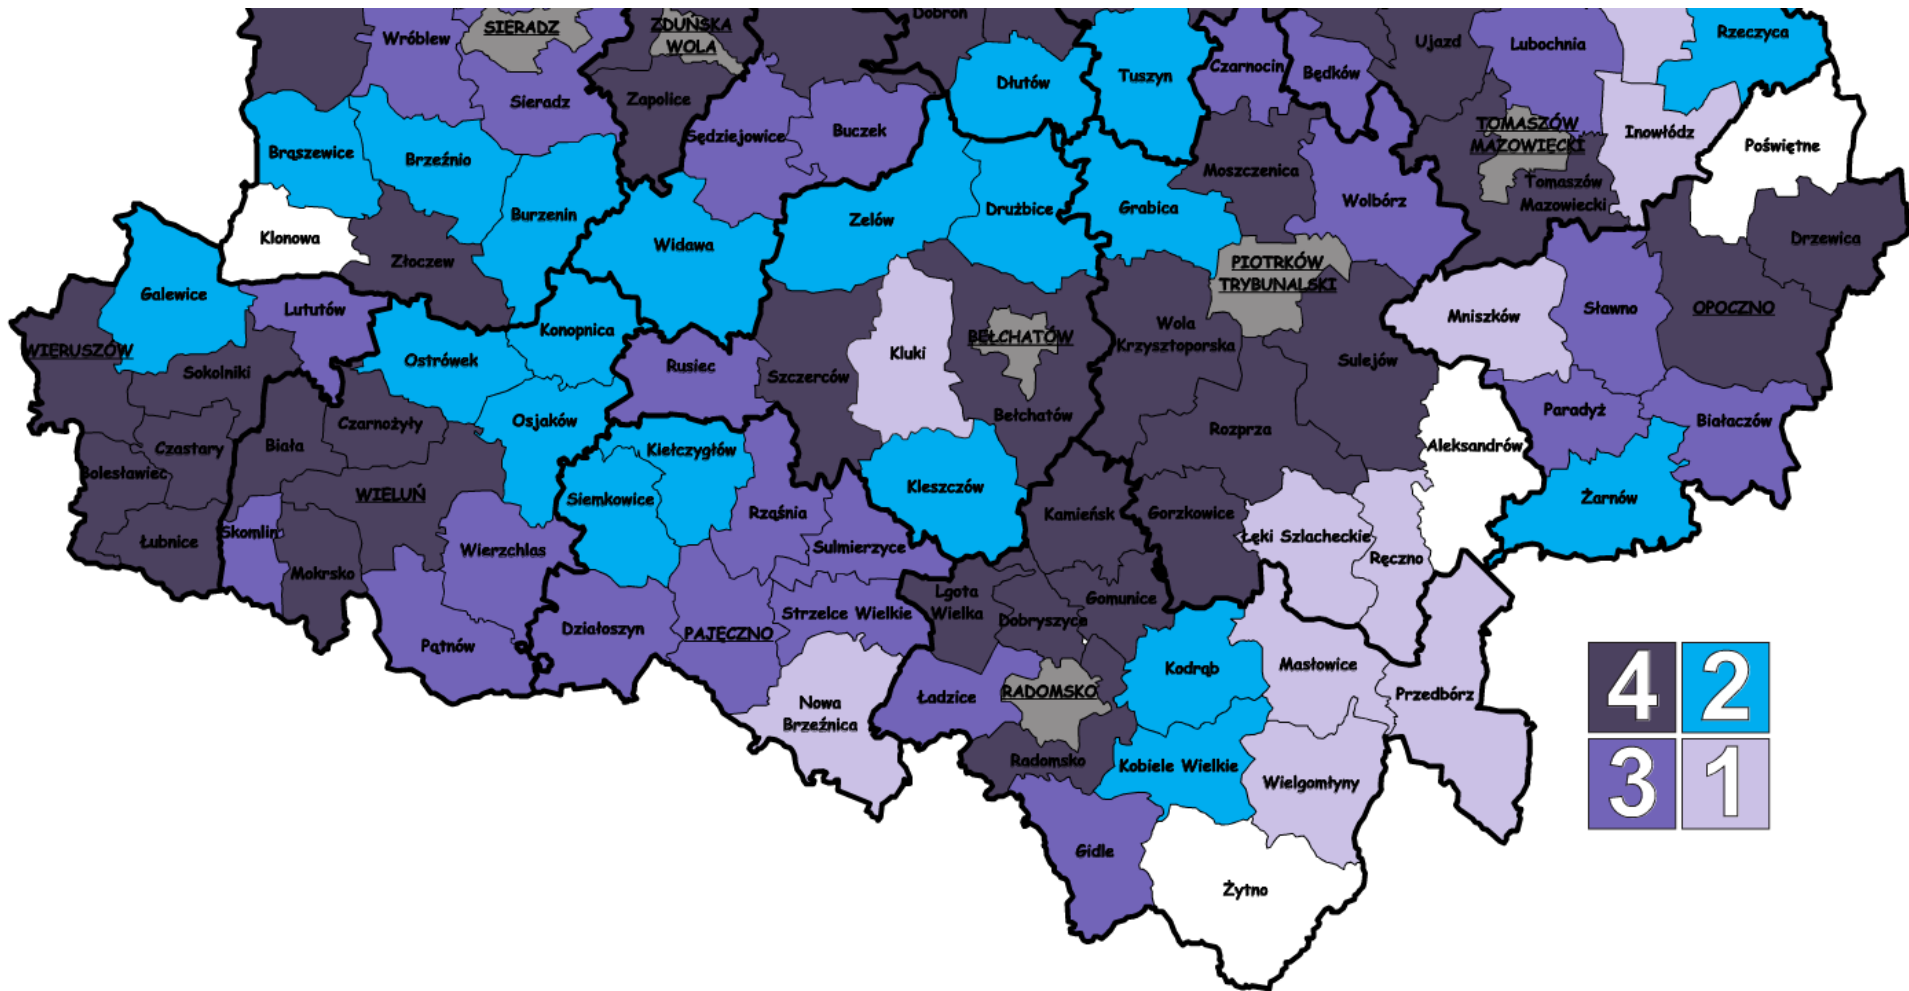 Dobroń
Wróblew
SIERADZ
ZDUŃSKA
WOLA
Rzeczyca
Ujazd
Lubochnia
Czarnocin
Będków
Tuszyn
Dłutów
Sieradz
Zapolice
Sędziejowice
Buczek
TOMASZÓW
MAZOWIECKI
Inowłódz
Poświętne
Brąszewice
Brzeźnio
Moszczenica
Tomaszów
Mazowiecki
Burzenin
Zelów
Drużbice
Grabica
Wolbórz
Klonowa
Złoczew
Widawa
Drzewica
PIOTRKÓW
TRYBUNALSKI
Galewice
Lututów
Konopnica
Wola
Krzysztoporska
Mniszków
Sławno
OPOCZNO
WIERUSZÓW
Sokolniki
Ostrówek
Rusiec
Szczerców
Kluki
BEŁCHATÓW
Sulejów
Czarnożyły
Osjaków
Bełchatów
Rozprza
Paradyż
Białaczów
Czastary
Biała
Kiełczygłów
Aleksandrów
Bolesławiec
WIELUŃ
Siemkowice
Kleszczów
Żarnów
Rząśnia
Kamieńsk
Gorzkowice
Łubnice
Skomlin
Wierzchlas
Sulmierzyce
Łęki Szlacheckie
Ręczno
Mokrsko
Lgota
Wielka
Gomunice
Dobryszyce
Strzelce Wielkie
Działoszyn
PAJĘCZNO
Pątnów
Kodrąb
Masłowice
Przedbórz
Nowa
Brzeźnica
Ładzice
RADOMSKO
Radomsko
Kobiele Wielkie
Wielgomłyny
Gidle
Żytno
4 2
3 1